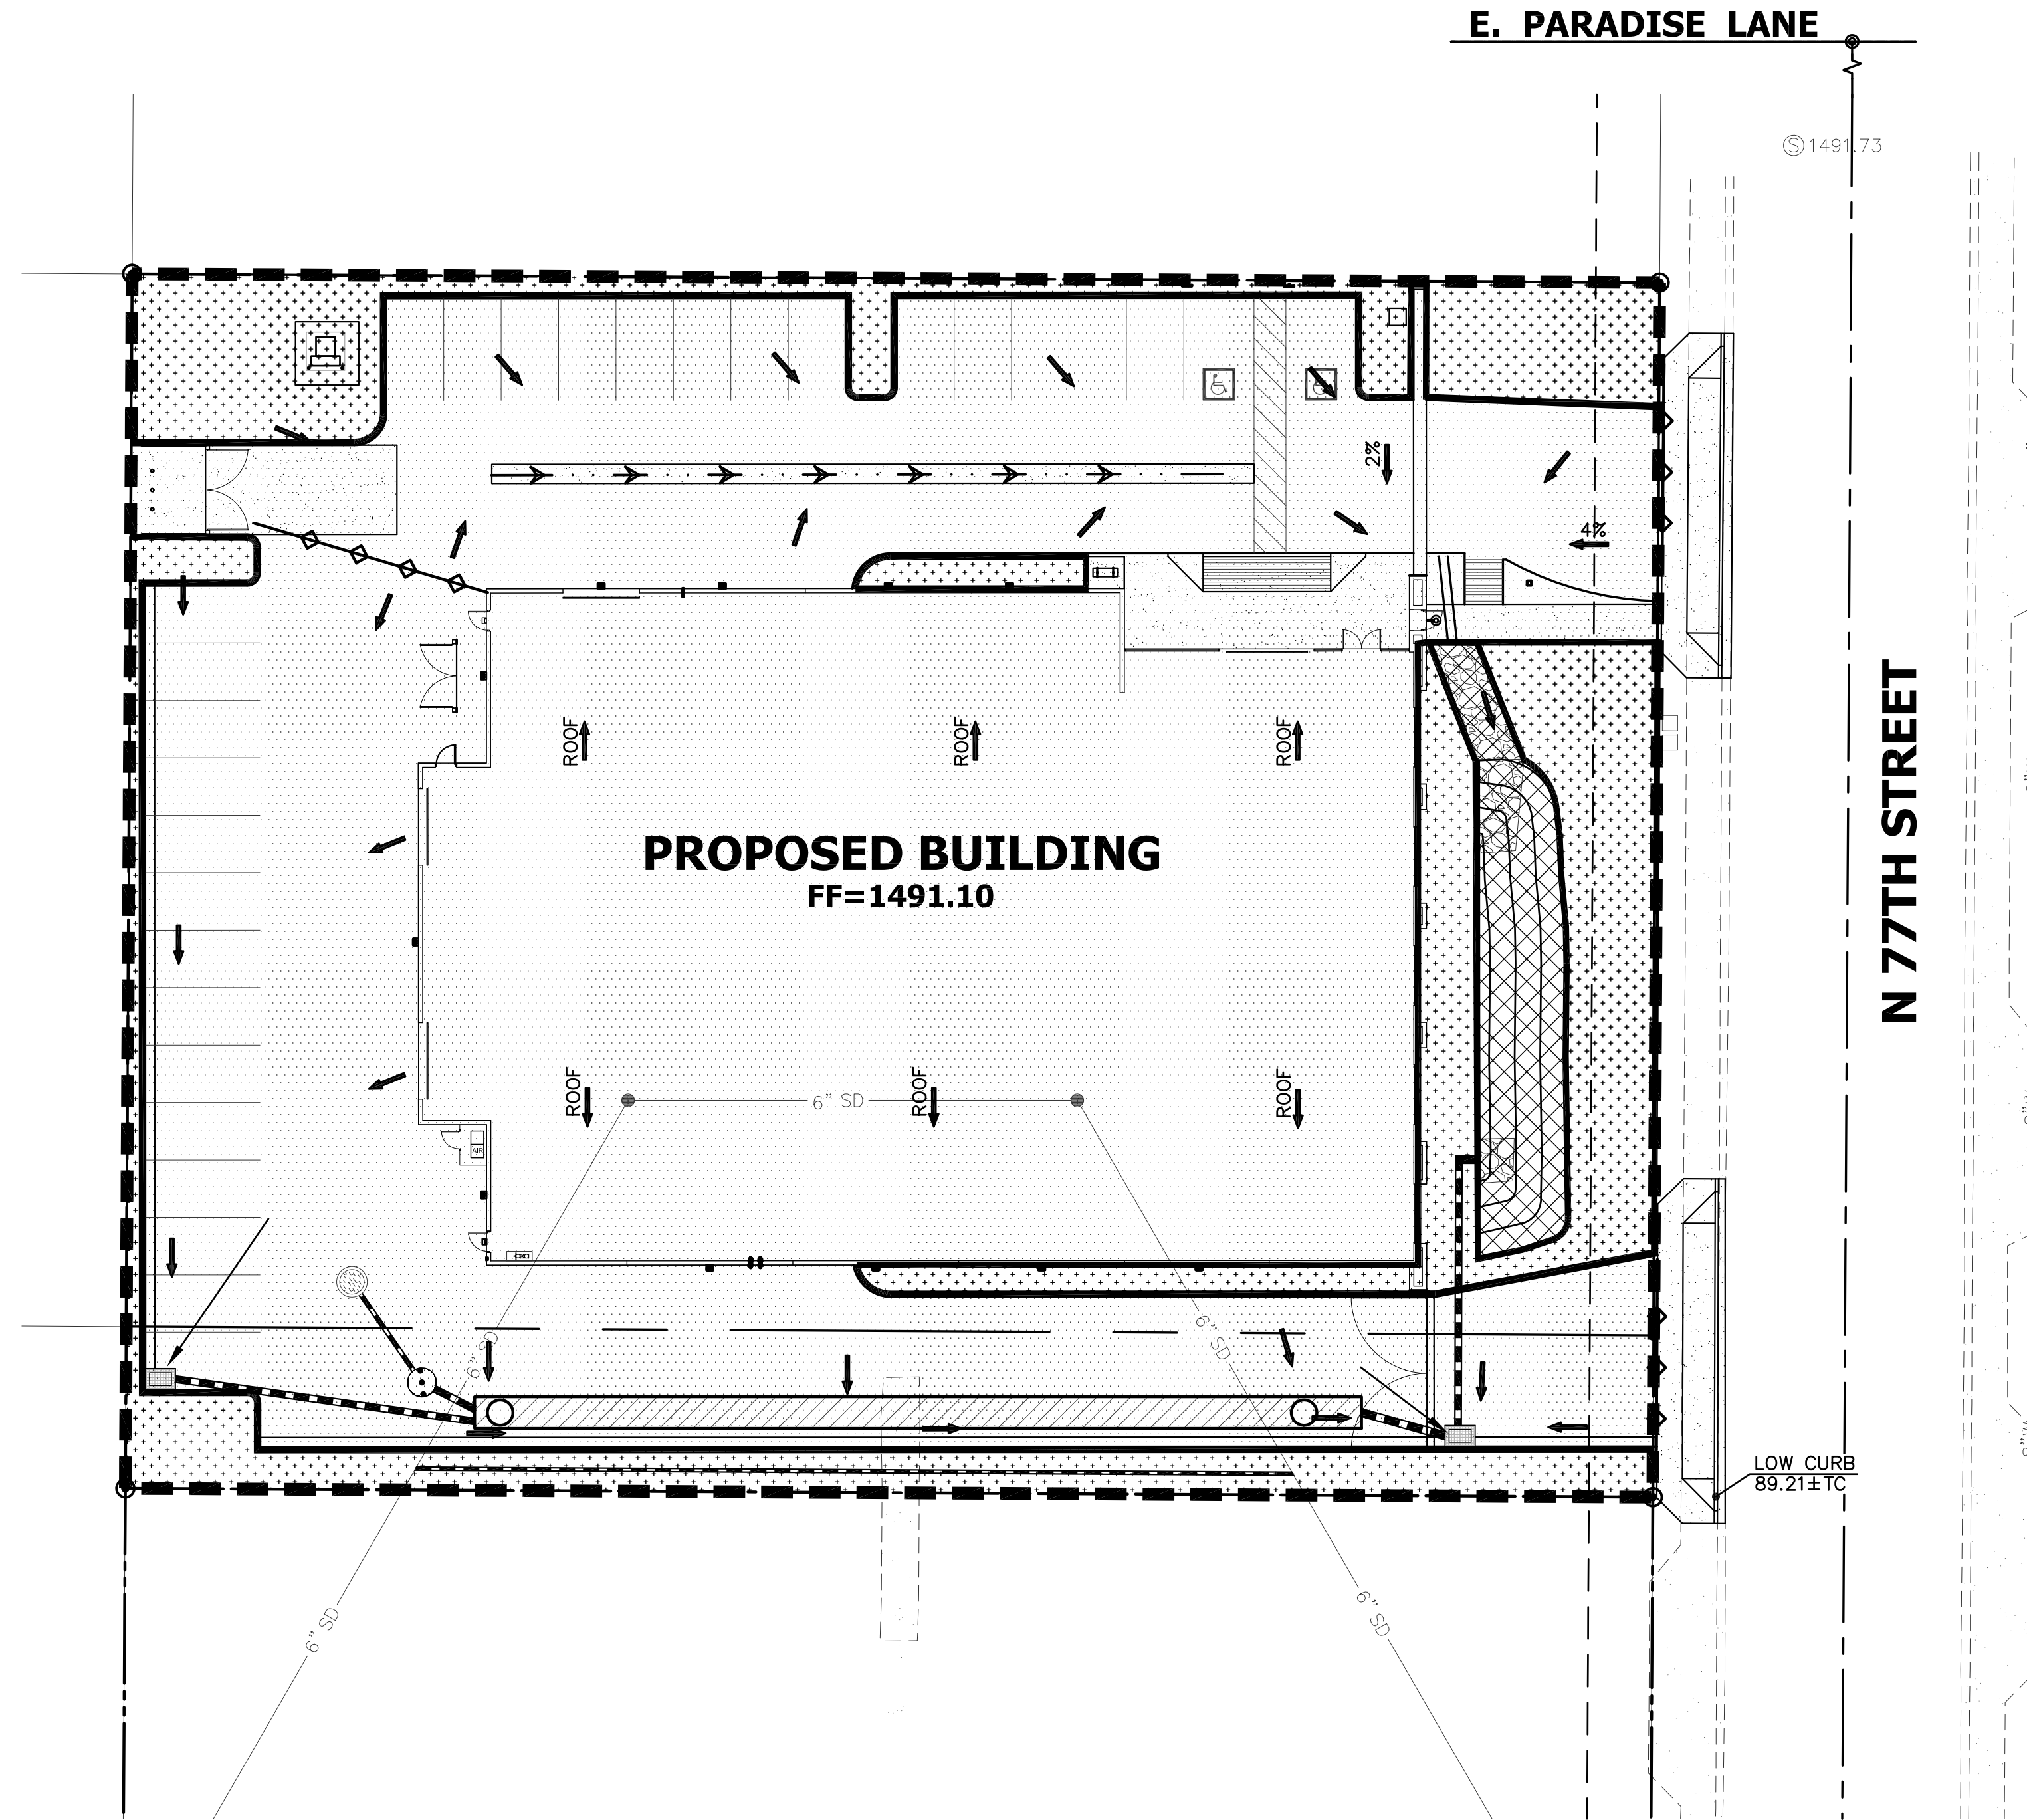 E. PARADISE LANE
S 1491.73
2%
4%
N 77TH STREET
ROOF
ROOF
ROOF
PROPOSED BUILDING
FF=1491.10
ROOF
ROOF
ROOF
6" SD
AIR
6" SD
6" SD
LOW CURB
89.21±TC
6" SD
6" SD